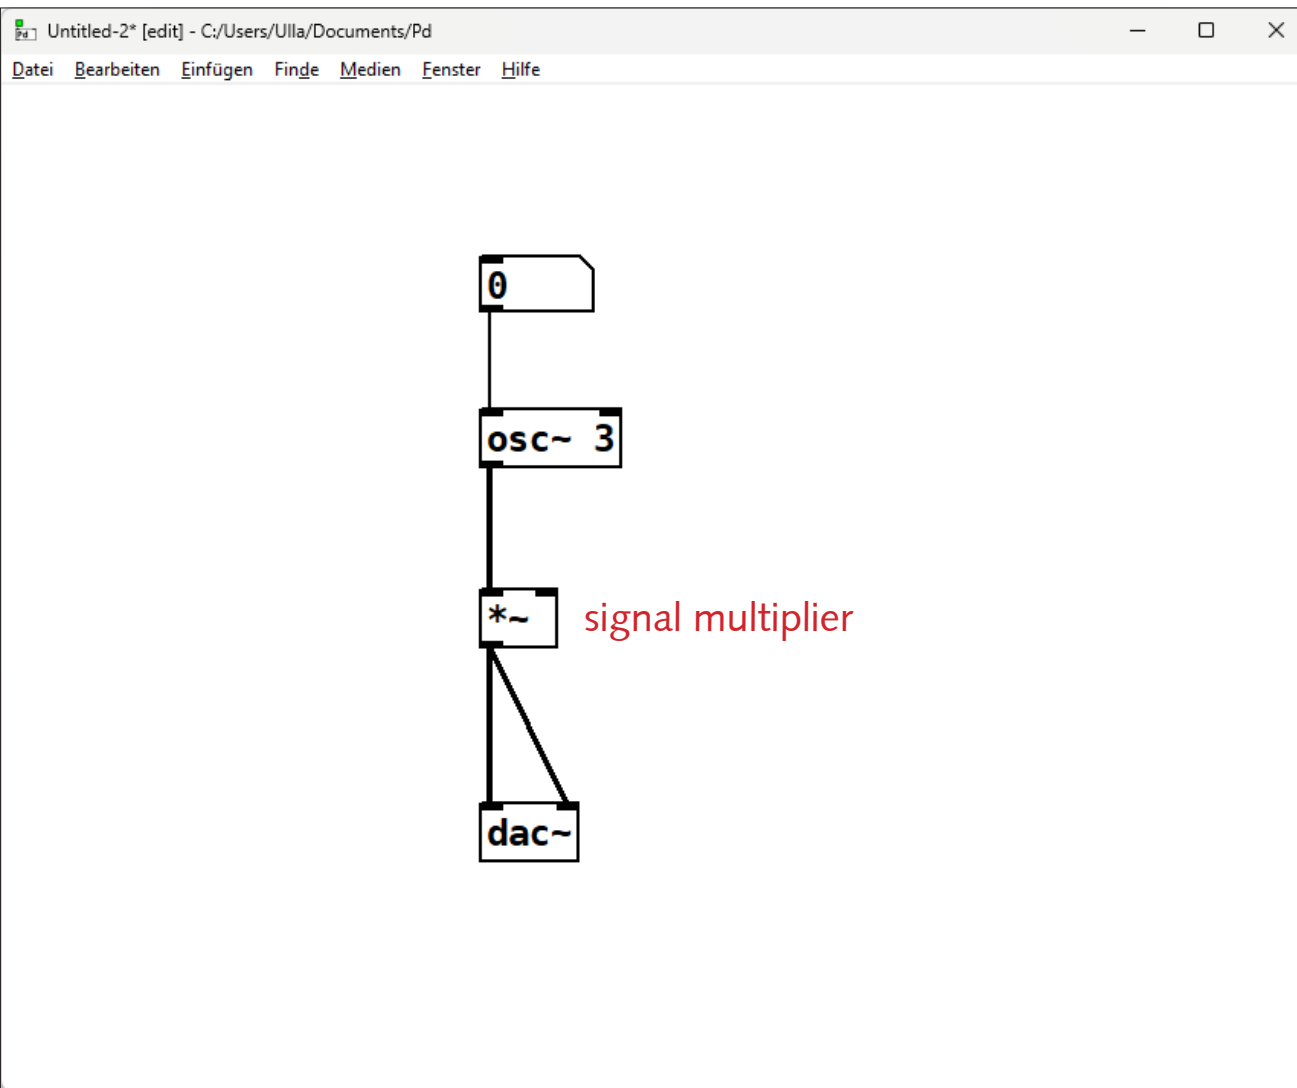 Untitled-2* [edit] - C:/Users/Ulla/Documents/Pd
Datei Bearbeiten Einfügen Finde Medien Fenster Hilfe
0
osc~ 3
*~ signal multiplier
dac~